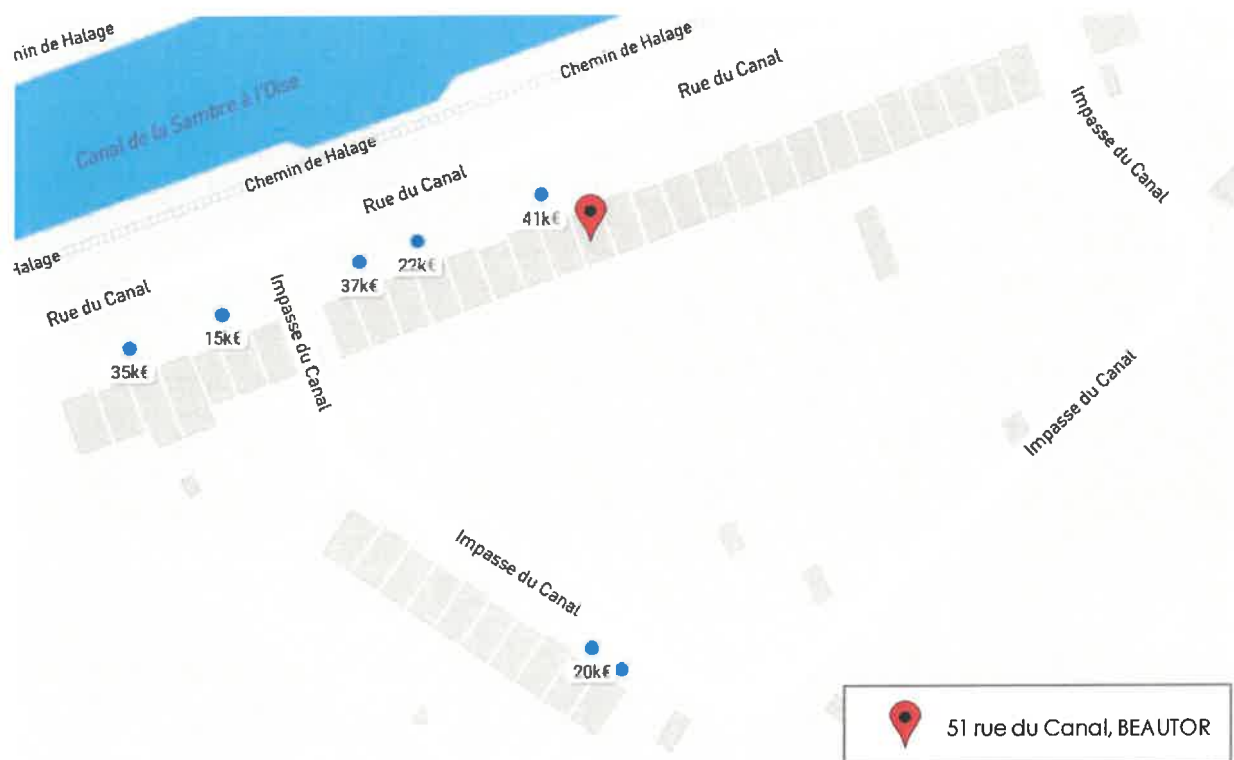 nin de Halage
Chemin de Halage
Rue du Canal
Canal de la Sambre à l'Oise
Impasse du Canal
Chemin de Halage
Rue du Canal
41k€
22k€
Halage
37k€
Rue du Canal
Impasse du Canal
15k€
35k€
Impasse du Canal
Impasse du Canal
20k€
51 rue du Canal, BEAUTOR